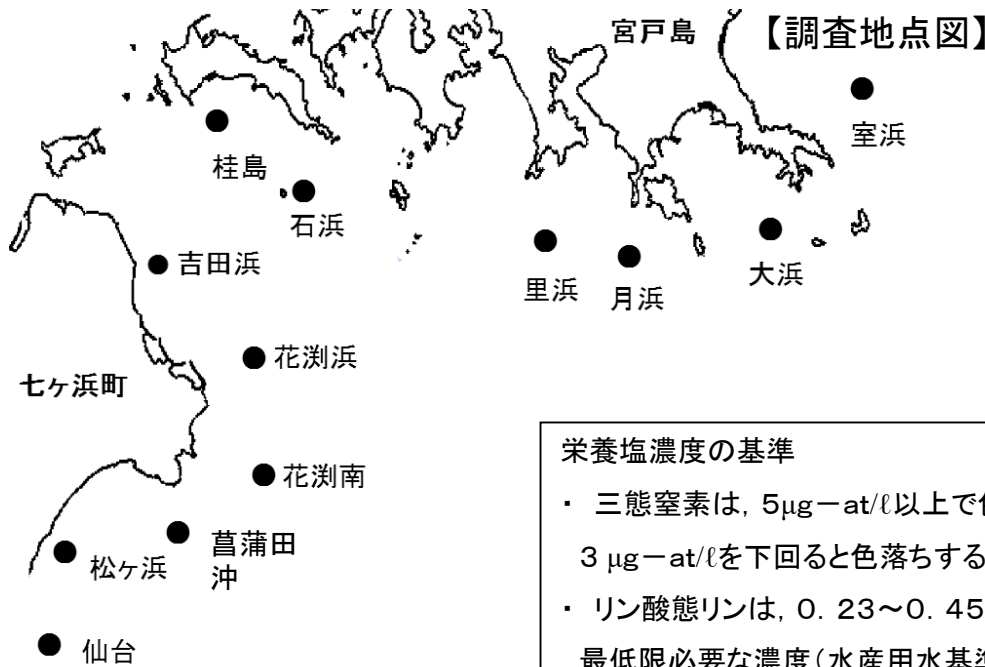 宮戸島
【調査地点図】
室浜
桂島
石浜
大浜
吉田浜
里浜
月浜
花渕浜
七ヶ浜町
花渕南
菖蒲田
沖
松ヶ浜
仙台
栄養塩濃度の基準
・ 三態窒素は，5μg－at/ℓ以上で
3 μg－at/ℓを下回ると色落ちする
・ リン酸態リンは，0．23～0．45
最低限必要な濃度（水産用水基準